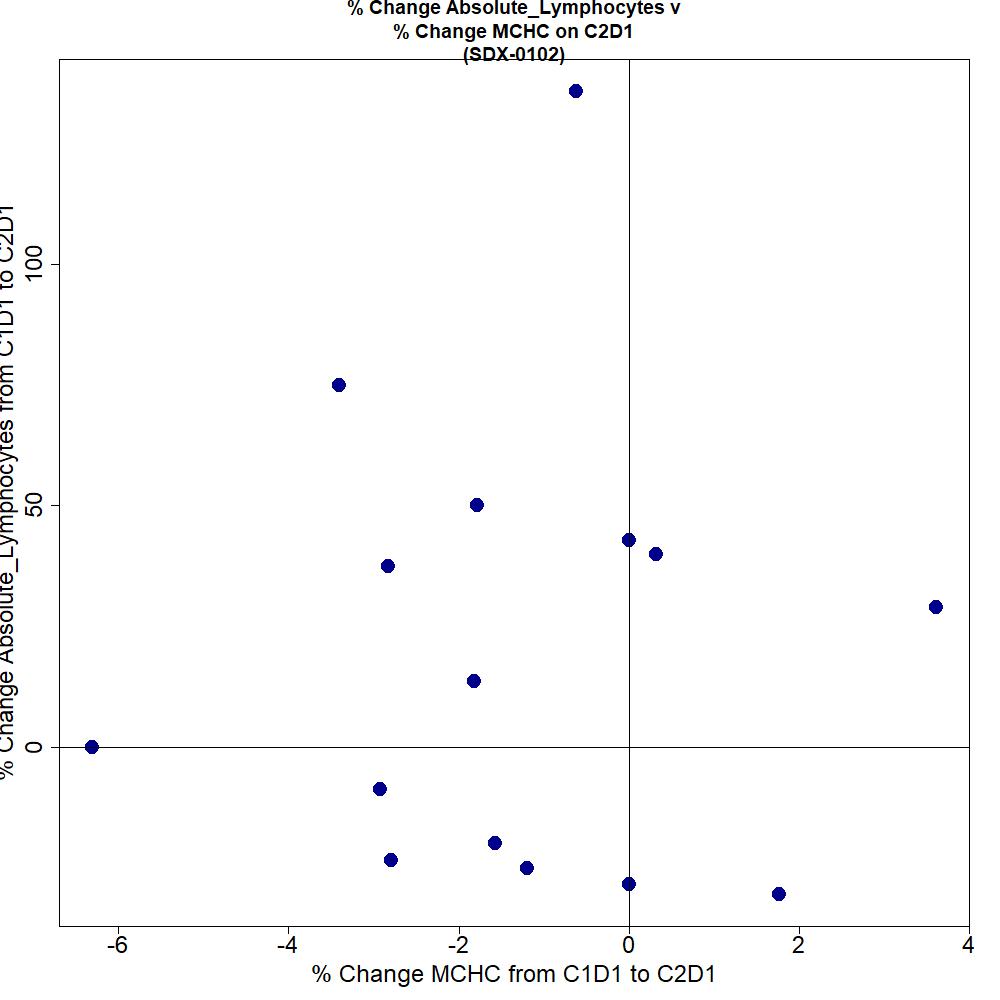 % Change Absolute_Lymphocytes v
% Change MCHC on C2D1
(SDX-0102)
% Change Absolute_Lymphocytes from C1D1 to C2D1
100
50
0
-6
-4
-2
0
2
4
% Change MCHC from C1D1 to C2D1